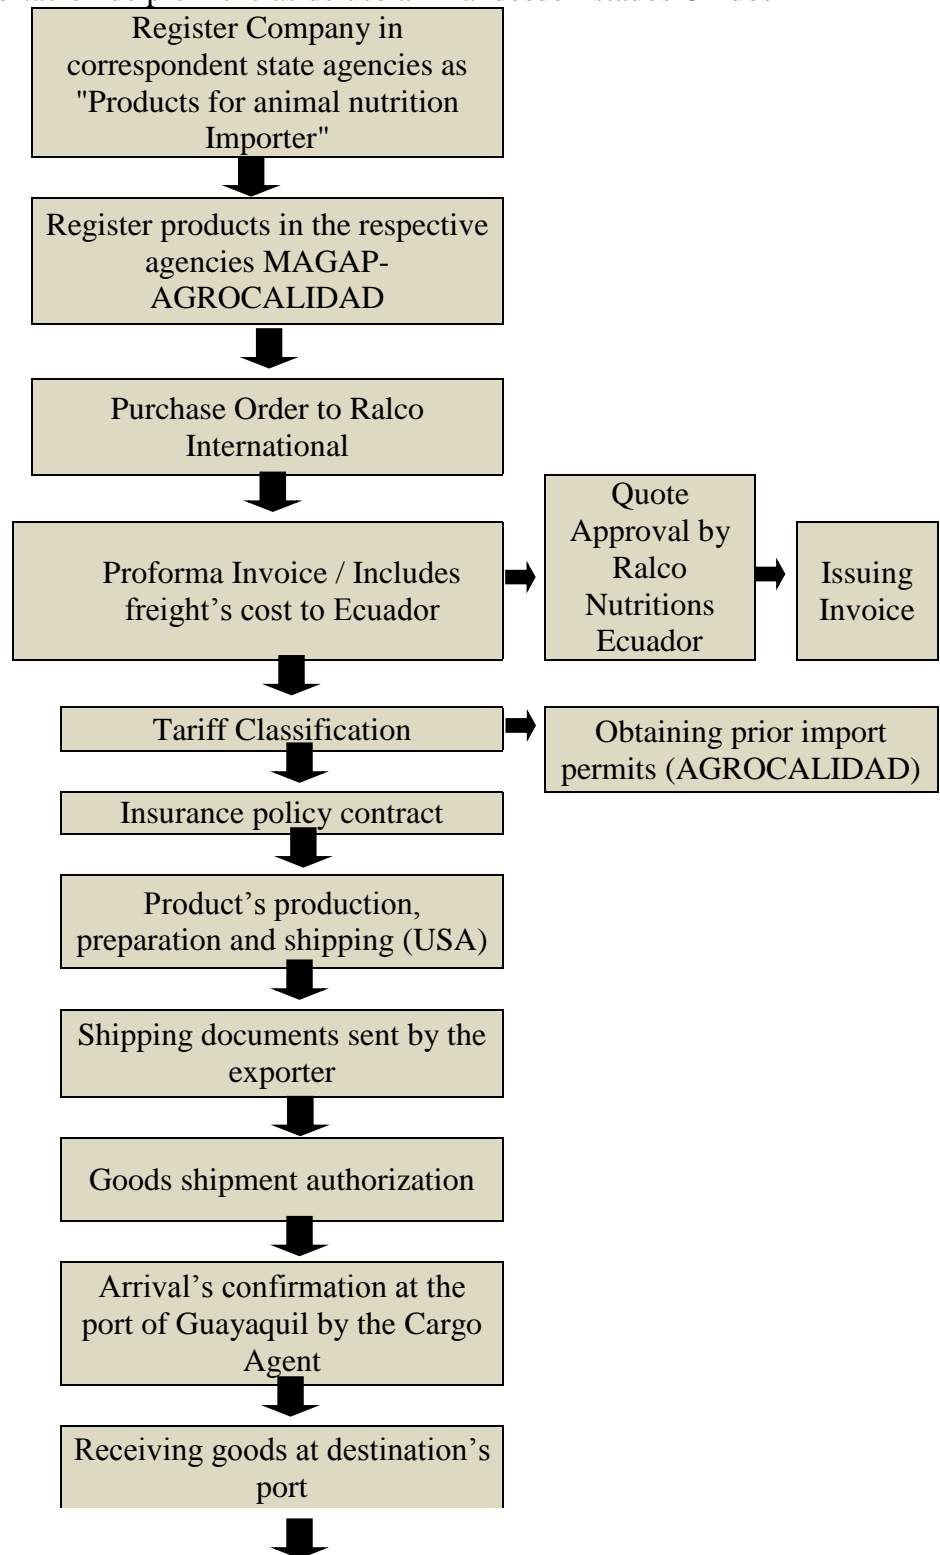 Register Company in
correspondent state agencies as
"Products for animal nutrition
Importer"
Register products in the respective
agencies MAGAP-
AGROCALIDAD
Purchase Order to Ralco
International
Proforma Invoice / Includes
freight’s cost to Ecuador
Quote
Approval by
Ralco
Nutritions
Ecuador
Issuing
Invoice
Tariff Classification
Obtaining prior import
permits (AGROCALIDAD)
Insurance policy contract
Product’s production,
preparation and shipping (USA)
Shipping documents sent by the
exporter
Goods shipment authorization
Arrival’s confirmation at the
port of Guayaquil by the Cargo
Agent
Receiving goods at destination’s
port